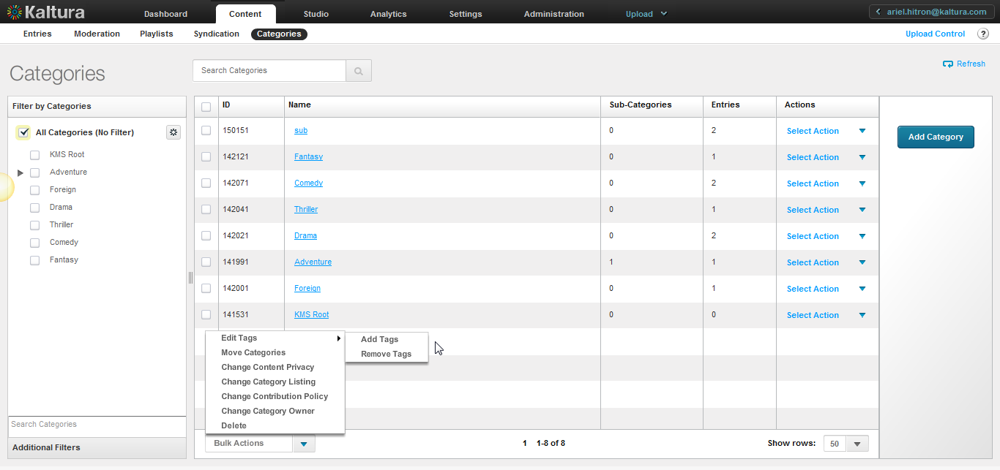 Kaltura Dashboard Content Studio Analytics Settings Administration Upload ariel.hitron@kaltura.com
Entries Moderation Playlists Syndication Categories Upload Control ?
Categories
Search Categories
Refresh
Filter by Categories
All Categories (No Filter)
KMS Root
Adventure
Foreign
Drama
Thriller
Comedy
Fantasy
Search Categories
Additional Filters
ID Name Sub-Categories Entries Actions
150151 sub 0 2 Select Action
142121 Fantasy 0 1 Select Action
142071 Comedy 0 2 Select Action
142041 Thriller 0 1 Select Action
142021 Drama 0 2 Select Action
141991 Adventure 1 1 Select Action
142001 Foreign 0 1 Select Action
141531 KMS Root 0 0 Select Action
Add Category
Edit Tags
Move Categories
Change Content Privacy
Change Category Listing
Change Contribution Policy
Change Category Owner
Delete
Add Tags
Remove Tags
Bulk Actions
1 1-8 of 8
Show rows: 50